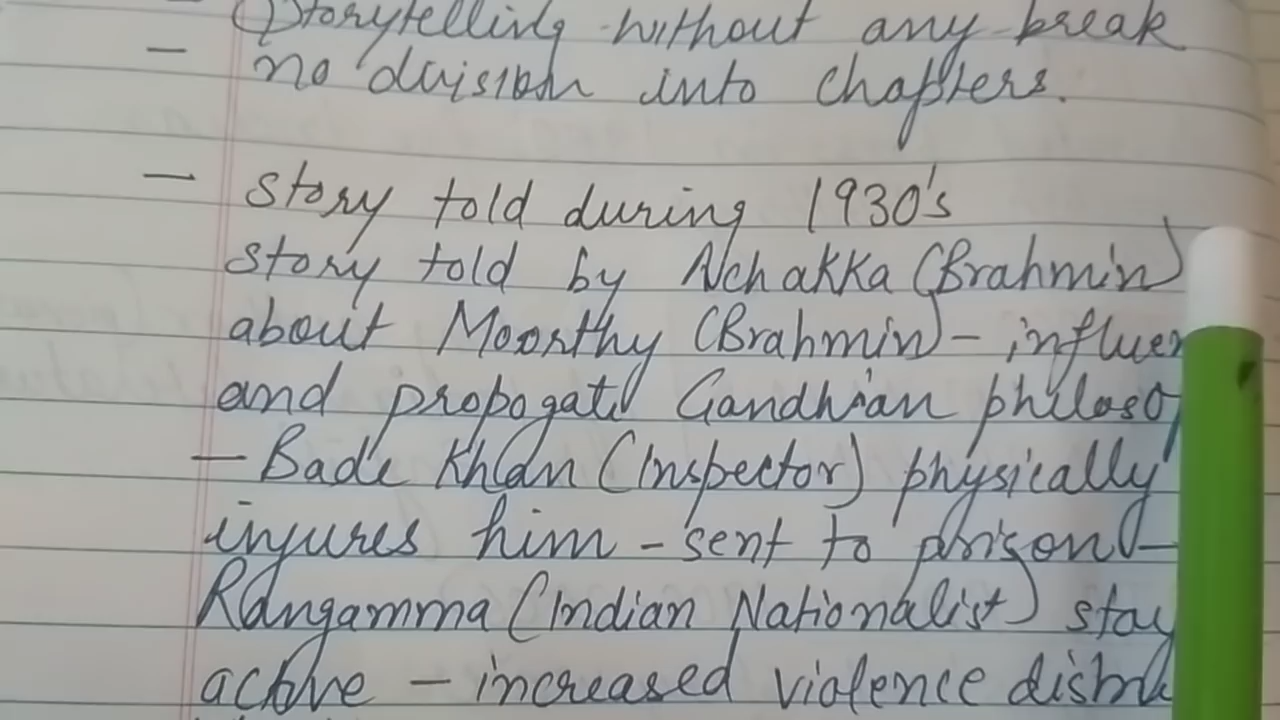 Storytelling without any break
— no division into chapters.
— story told during 1930's
story told by Achakka (Brahmin)
about Moorthy (Brahmin) - influen
and propogate Gandhian philoso
— Bade Khan (Inspector) physically
injures him - sent to prison -
Rangamma (Indian Nationalist) stay
active - increased violence distru